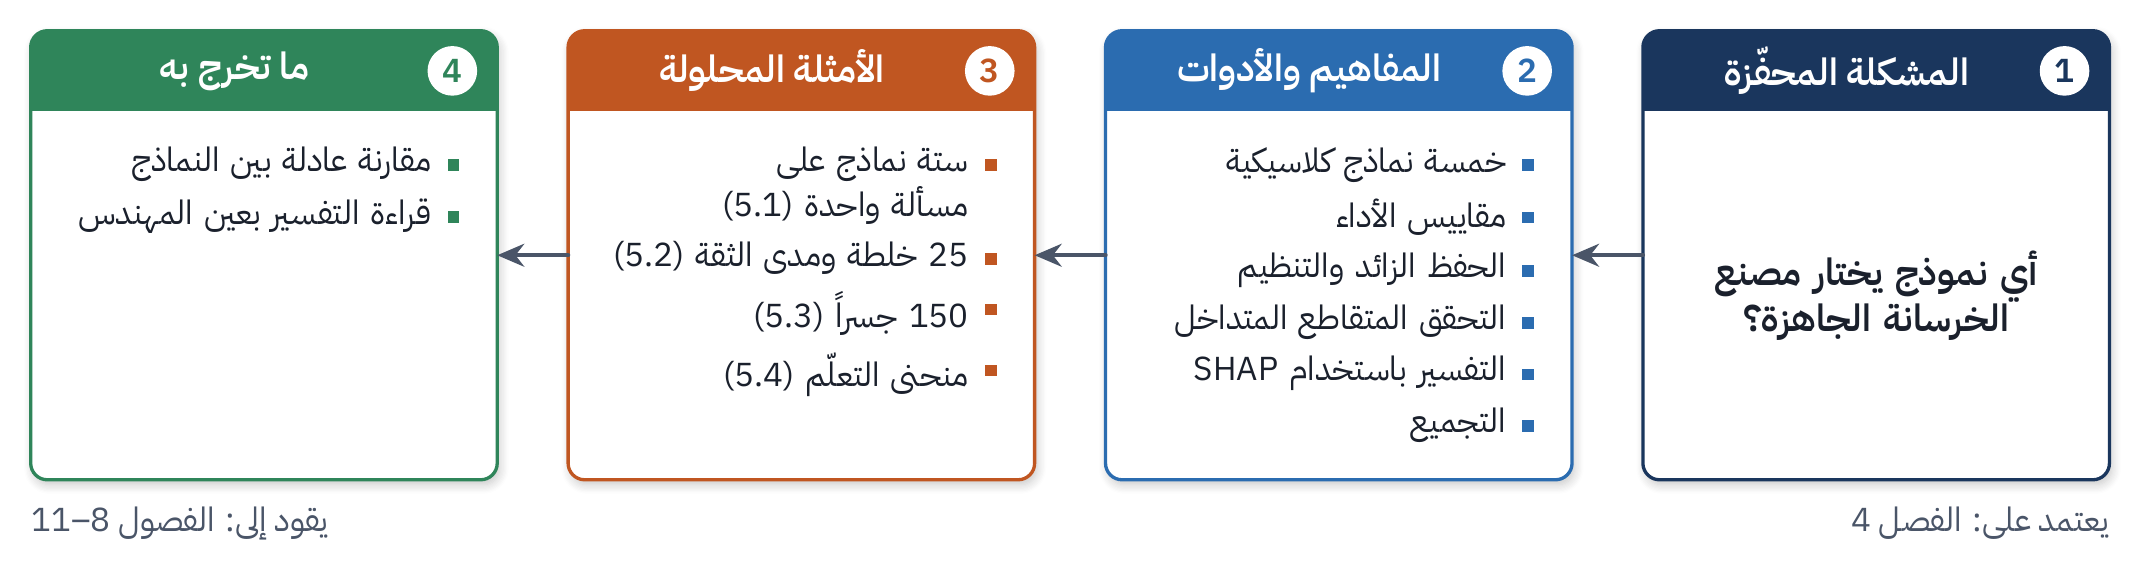 1 المشكلة المحفّزة
أي نموذج يختار مصنع
الخرسانة الجاهزة؟
2 المفاهيم والأدوات
خمسة نماذج كلاسيكية
مقاييس الأداء
الحفظ الزائد والتنظيم
التحقق المتقاطع المتداخل
التفسير باستخدام SHAP
التجميع
3 الأمثلة المحلولة
ستة نماذج على
مسألة واحدة (5.1)
25 خلطة ومدى الثقة (5.2)
150 جسراً (5.3)
منحنى التعلّم (5.4)
4 ما تخرج به
مقارنة عادلة بين النماذج
قراءة التفسير بعين المهندس
يعتمد على: الفصل 4
يقود إلى: الفصول 8–11